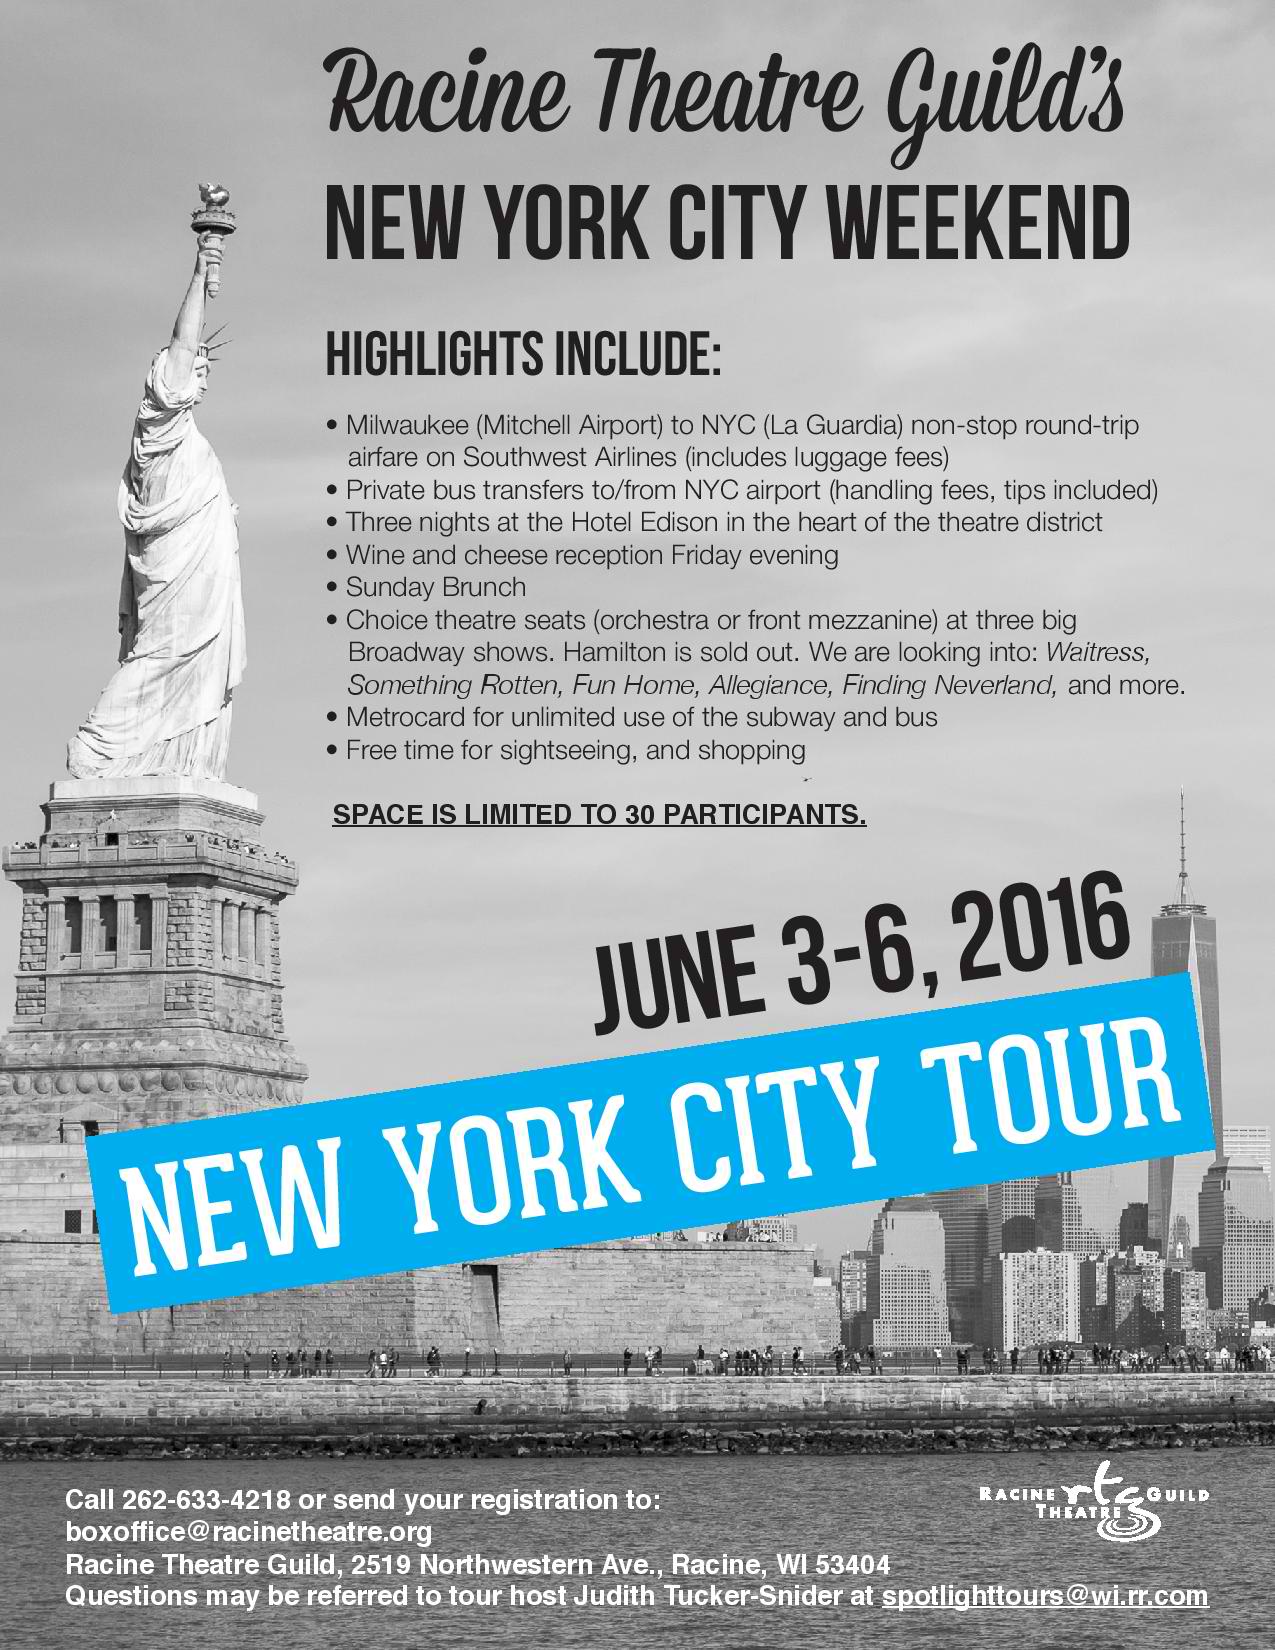 Racine Theatre Guild's
NEW YORK CITY WEEKEND
HIGHLIGHTS INCLUDE:
• Milwaukee (Mitchell Airport) to NYC (La Guardia) non-stop round-trip
airfare on Southwest Airlines (includes luggage fees)
• Private bus transfers to/from NYC airport (handling fees, tips included)
• Three nights at the Hotel Edison in the heart of the theatre district
• Wine and cheese reception Friday evening
• Sunday Brunch
• Choice theatre seats (orchestra or front mezzanine) at three big
Broadway shows. Hamilton is sold out. We are looking into: Waitress,
Something Rotten, Fun Home, Allegiance, Finding Neverland, and more.
• Metrocard for unlimited use of the subway and bus
• Free time for sightseeing, and shopping
SPACE IS LIMITED TO 30 PARTICIPANTS.
JUNE 3-6, 2016
NEW YORK CITY TOUR
Call 262-633-4218 or send your registration to:
boxoffice@racinetheatre.org
Racine Theatre Guild, 2519 Northwestern Ave., Racine, WI 53404
Questions may be referred to tour host Judith Tucker-Snider at spotlighttours@wi.rr.com
RACINE rtg GUILD
THEATRE